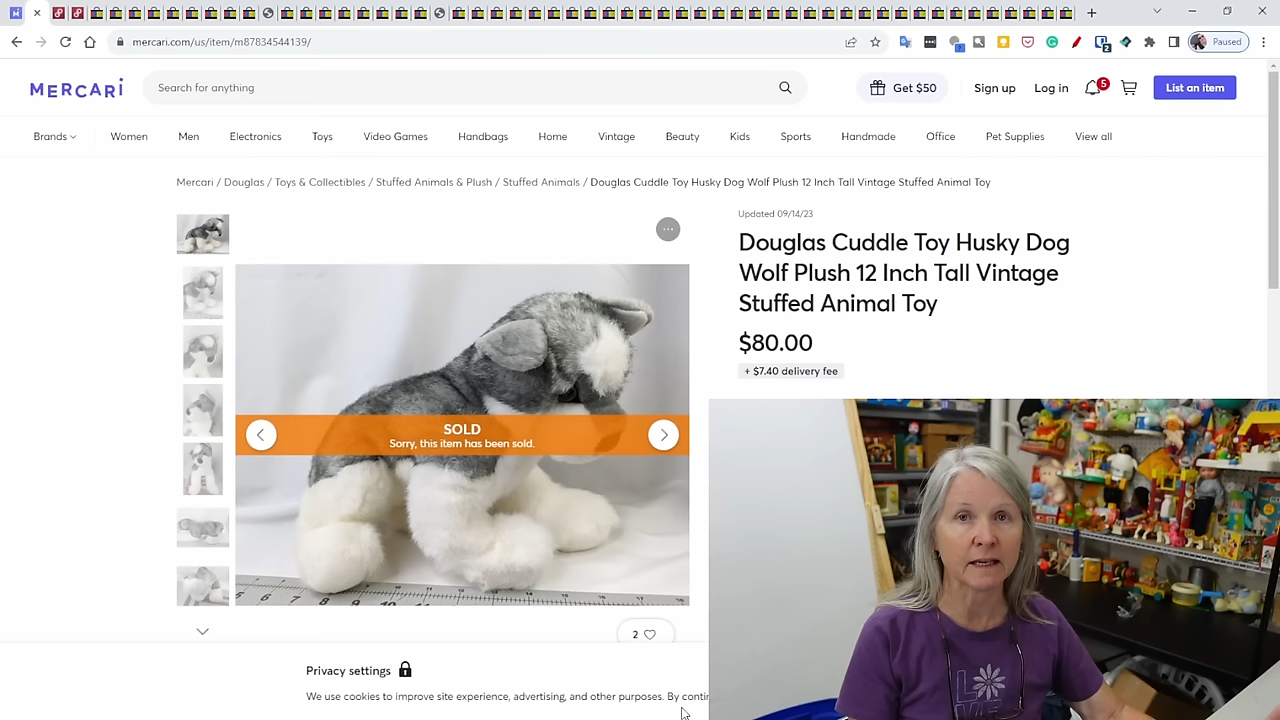 mercari.com/us/item/m87834544139/
Paused
MERCARI
Search for anything
Get $50
Sign up
Log in
5
List an item
Brands
Women
Men
Electronics
Toys
Video Games
Handbags
Home
Vintage
Beauty
Kids
Sports
Handmade
Office
Pet Supplies
View all
Mercari / Douglas / Toys & Collectibles / Stuffed Animals & Plush / Stuffed Animals / Douglas Cuddle Toy Husky Dog Wolf Plush 12 Inch Tall Vintage Stuffed Animal Toy
Updated 09/14/23
Douglas Cuddle Toy Husky Dog
Wolf Plush 12 Inch Tall Vintage
Stuffed Animal Toy
$80.00
+ $7.40 delivery fee
SOLD
Sorry, this item has been sold.
2
Privacy settings
We use cookies to improve site experience, advertising, and other purposes. By contin